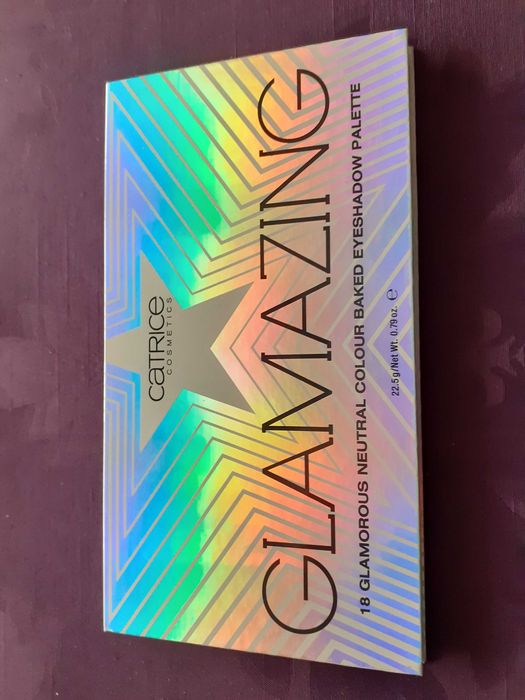 CATRICE
COSMETICS
GLAMAZING
18 GLAMOROUS NEUTRAL COLOUR BAKED EYESHADOW PALETTE
22.5 g/Net Wt. 0.79 oz. ℮